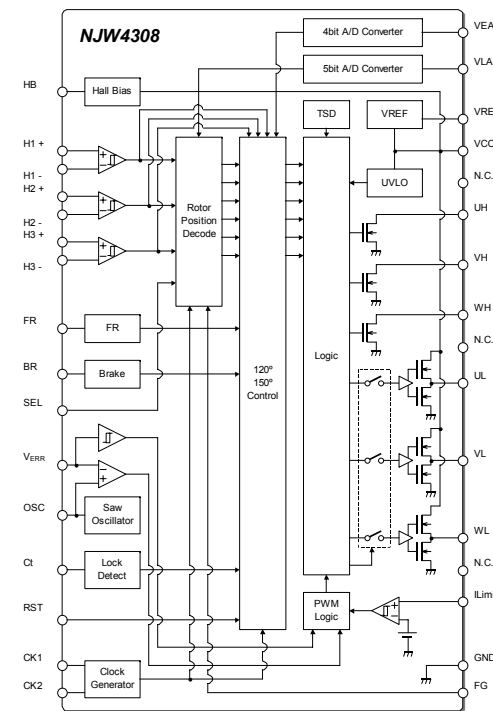 NJW4308
4bit A/D Converter
VEA
5bit A/D Converter
VLA
HB
Hall Bias
TSD
VREF
VRE
VCC
H1 +
H1 -
H2 +
H2 -
H3 +
H3 -
Rotor
Position
Decode
UVLO
N.C.
UH
VH
WH
N.C.
FR
FR
BR
Brake
SEL
120º
150º
Control
Logic
UL
VERR
OSC
Saw
Oscillator
VL
WL
N.C.
Ct
Lock
Detect
ILim
RST
PWM
Logic
CK1
CK2
Clock
Generator
GND
FG